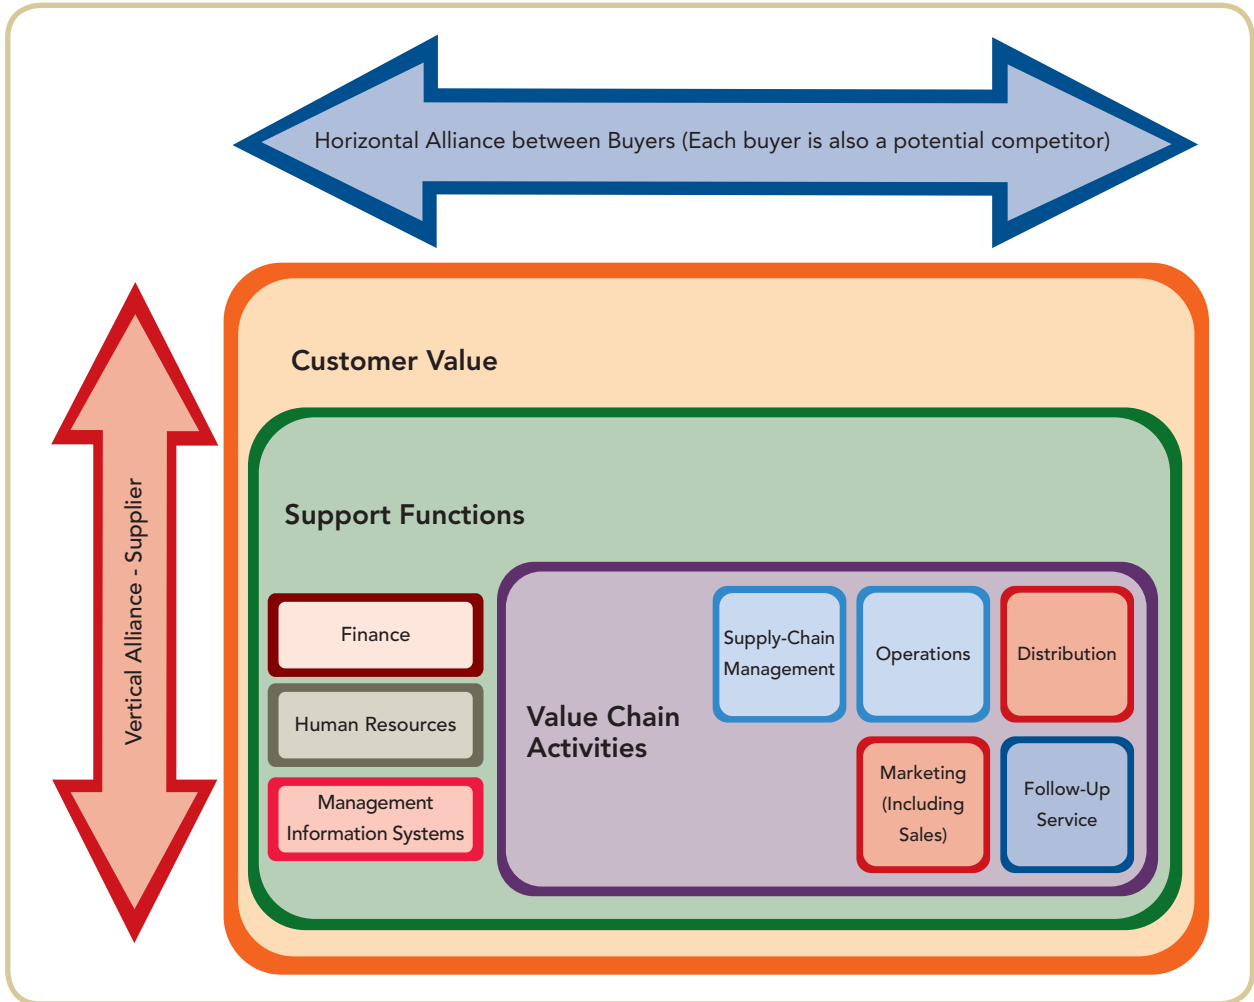 Horizontal Alliance between Buyers (Each buyer is also a potential competitor)
Vertical Alliance - Supplier
Customer Value
Support Functions
Finance
Human Resources
Management
Information Systems
Value Chain
Activities
Supply-Chain
Management
Operations
Distribution
Marketing
(Including
Sales)
Follow-Up
Service